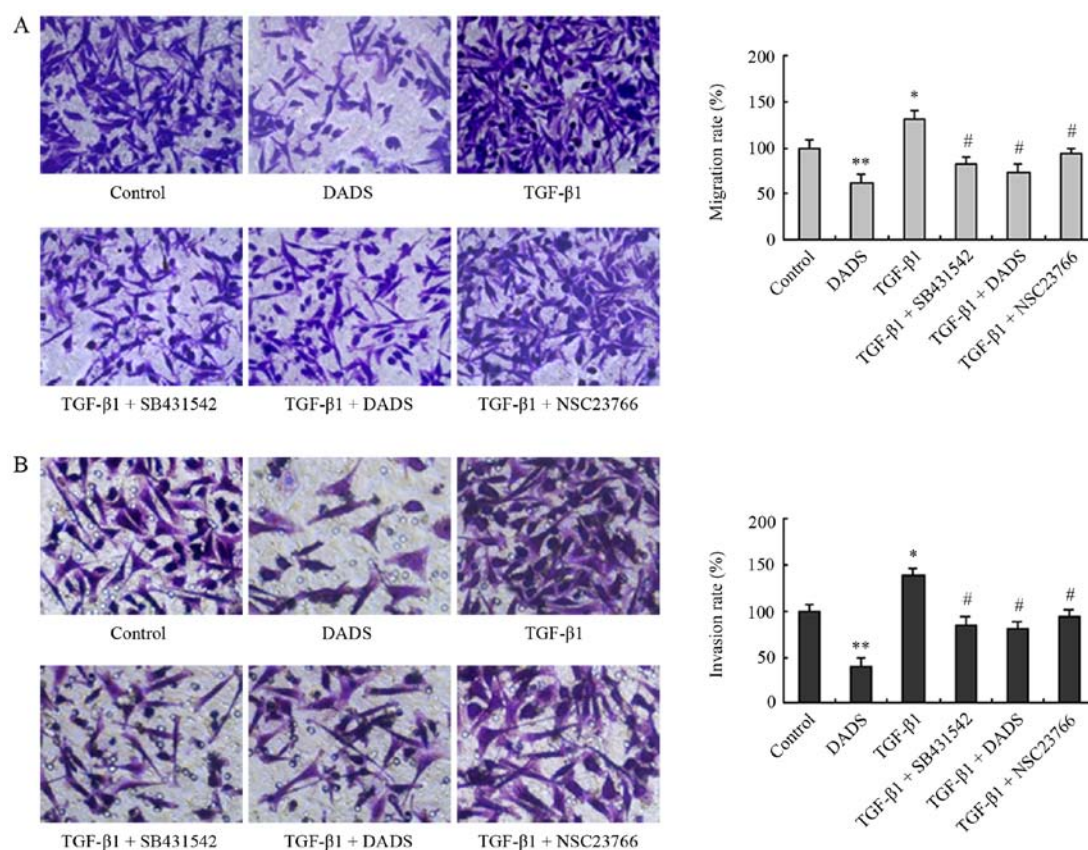 A
Control
DADS
TGF-β1
TGF-β1 + SB431542
TGF-β1 + DADS
TGF-β1 + NSC23766
Migration rate (%)
200
150
100
50
0
*
**
#
#
#
Control
DADS
TGF-β1
TGF-β1 + SB431542
TGF-β1 + DADS
TGF-β1 + NSC23766
B
Control
DADS
TGF-β1
TGF-β1 + SB431542
TGF-β1 + DADS
TGF-β1 + NSC23766
Invasion rate (%)
200
150
100
50
0
*
**
#
#
#
Control
DADS
TGF-β1
TGF-β1 + SB431542
TGF-β1 + DADS
TGF-β1 + NSC23766